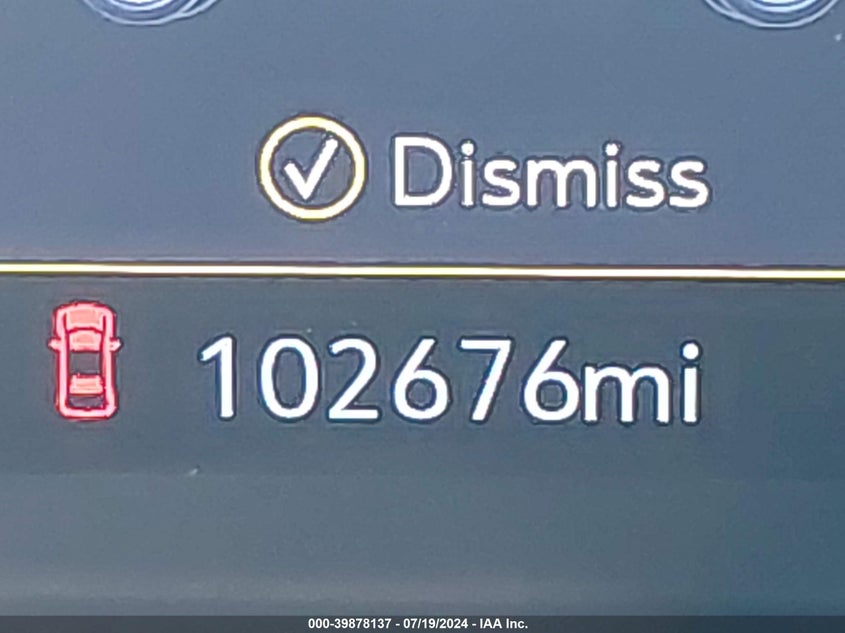 Dismiss
102676mi
000-39878137 - 07/19/2024 - IAA Inc.